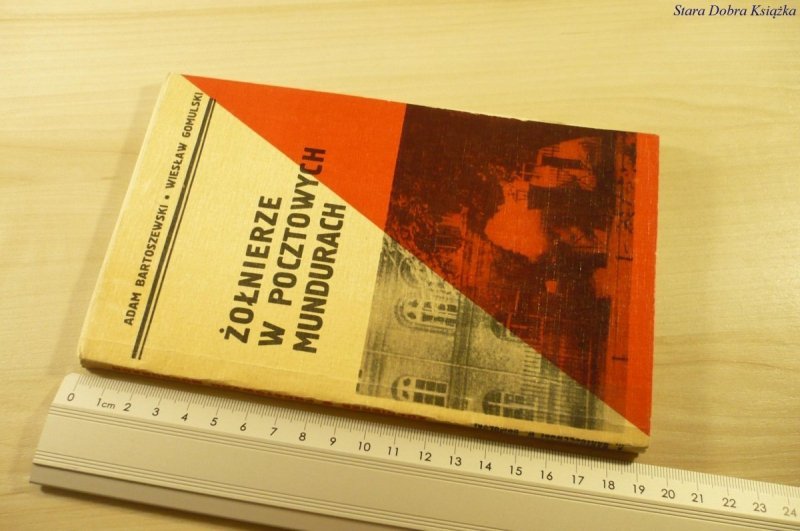 Stara Dobra Książka
ADAM BARTOSZEWSKI • WIESŁAW GOMULSKI
ŻOŁNIERZE
W POCZTOWYCH
MUNDURACH
0 1cm 2 3 4 5 6 7 8 9 10 11 12 13 14 15 16 17 18 19 20 21 22 23 24